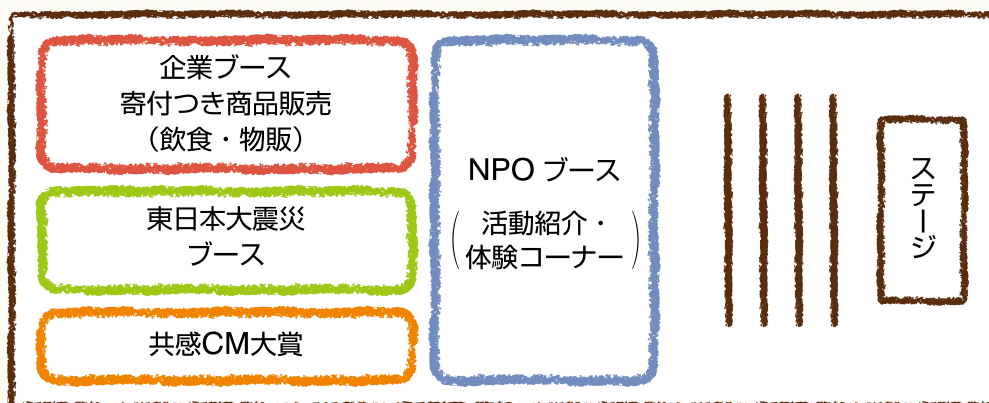 企業ブース
寄付つき商品販売
（飲食・物販）
東日本大震災
ブース
共感CM大賞
NPO ブース
（活動紹介・
体験コーナー）
ステージ